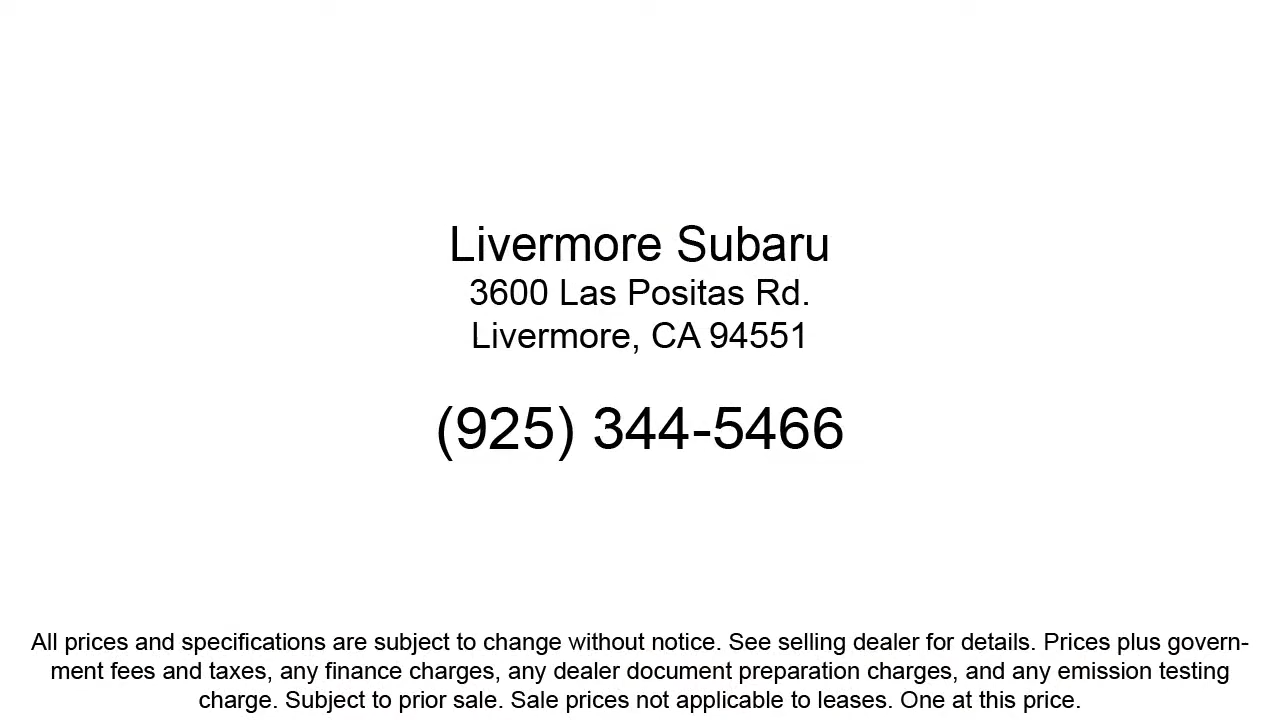 Livermore Subaru
3600 Las Positas Rd.
Livermore, CA 94551
(925) 344-5466
All prices and specifications are subject to change without notice. See selling dealer for details. Prices plus govern-
ment fees and taxes, any finance charges, any dealer document preparation charges, and any emission testing
charge. Subject to prior sale. Sale prices not applicable to leases. One at this price.